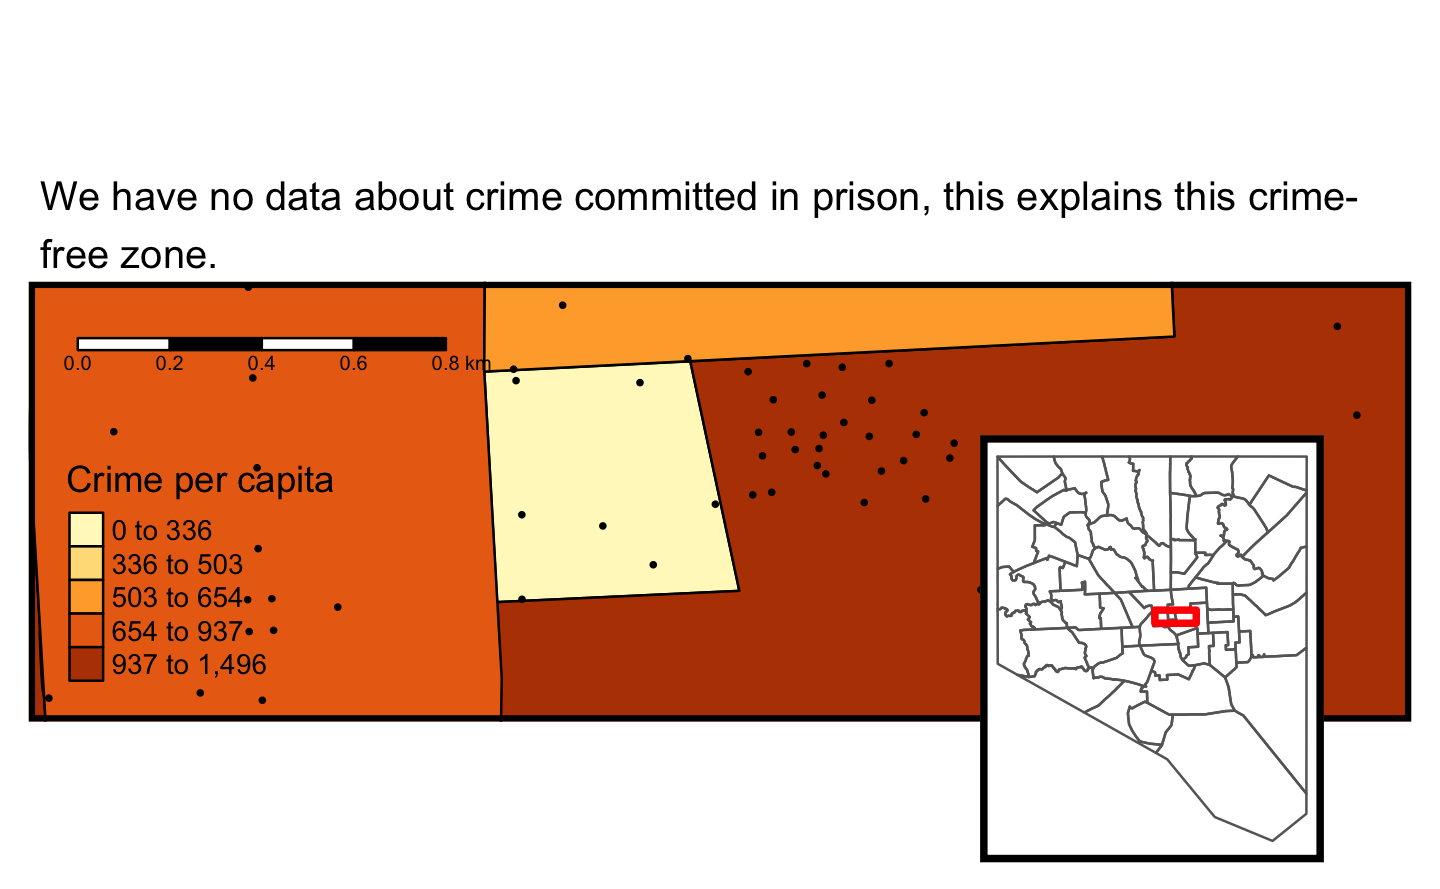 We have no data about crime committed in prison, this explains this crime-
free zone.
0.0 0.2 0.4 0.6 0.8 km
Crime per capita
0 to 336
336 to 503
503 to 654
654 to 937
937 to 1,496